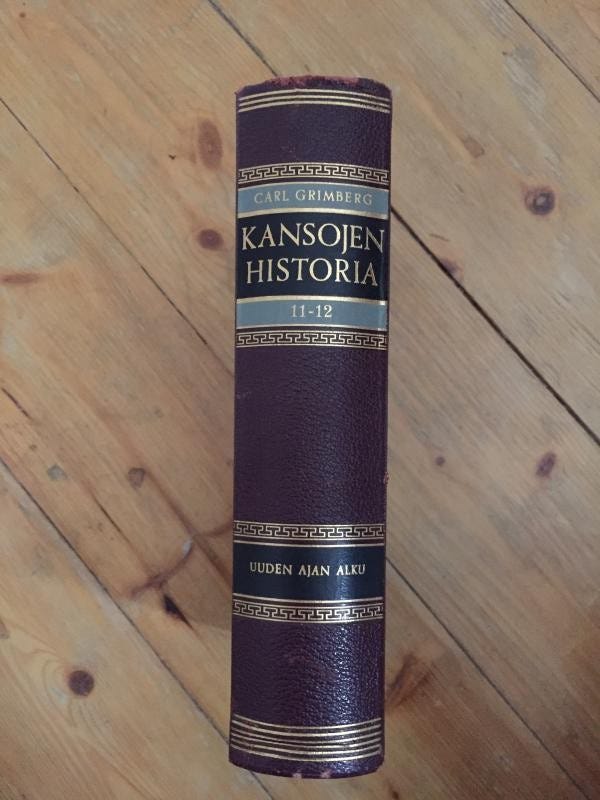 CARL GRIMBERG
KANSOJEN
HISTORIA
11-12
UUDEN AJAN ALKU